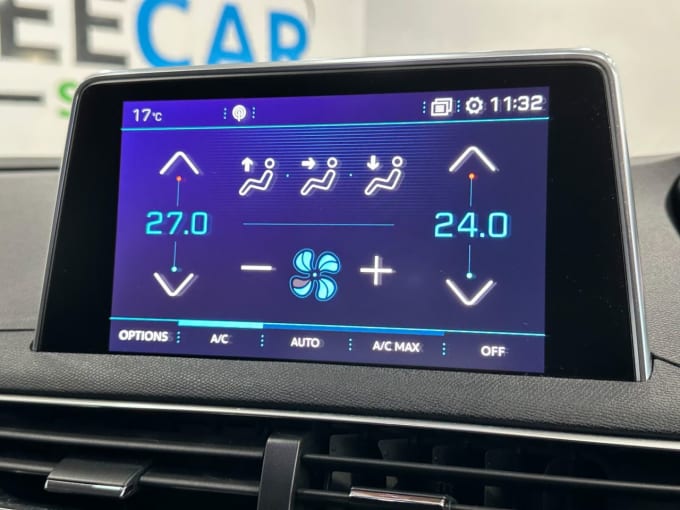 EECAR
S
17°C
11:32
27.0
24.0
OPTIONS
A/C
AUTO
A/C MAX
OFF